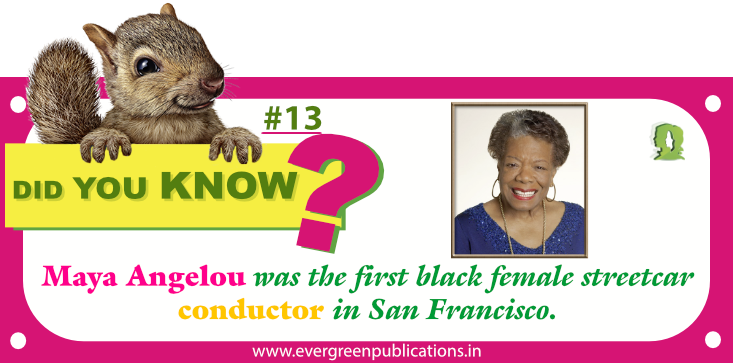 #13
DID YOU KNOW
?
Maya Angelou was the first black female streetcar
conductor in San Francisco.
www.evergreenpublications.in